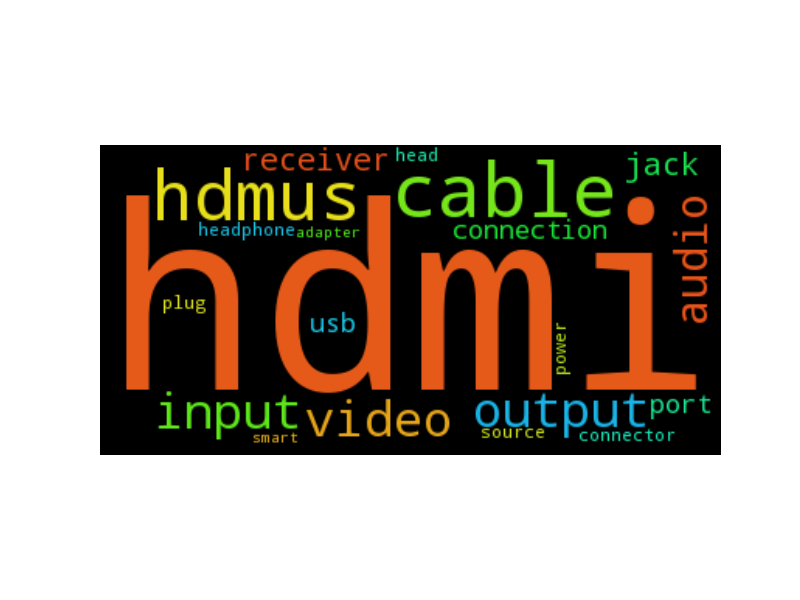 receiver
head
jack
hdmus
cable
headphone
adapter
connection
audio
hdmi
plug
usb
power
input
video
output
port
smart
source
connector